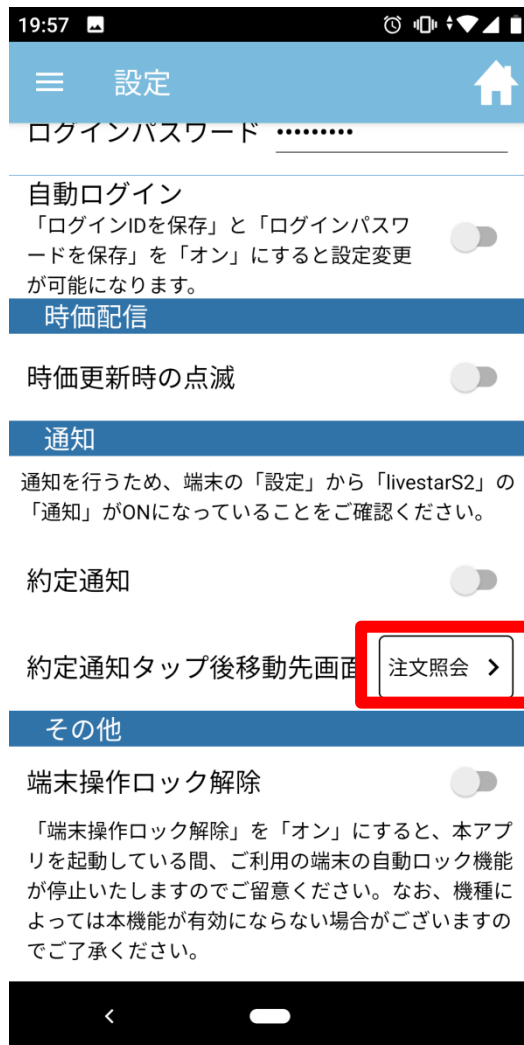 19:57
設定
ログインパスワード •••••••••
自動ログイン
「ログインIDを保存」と「ログインパスワ
ードを保存」を「オン」にすると設定変更
が可能になります。
時価配信
時価更新時の点滅
通知
通知を行うため、端末の「設定」から「livestarS2」の
「通知」がONになっていることをご確認ください。
約定通知
約定通知タップ後移動先画面 注文照会
その他
端末操作ロック解除
「端末操作ロック解除」を「オン」にすると、本アプ
リを起動している間、ご利用の端末の自動ロック機能
が停止いたしますのでご留意ください。なお、機種に
よっては本機能が有効にならない場合がございますの
でご了承ください。